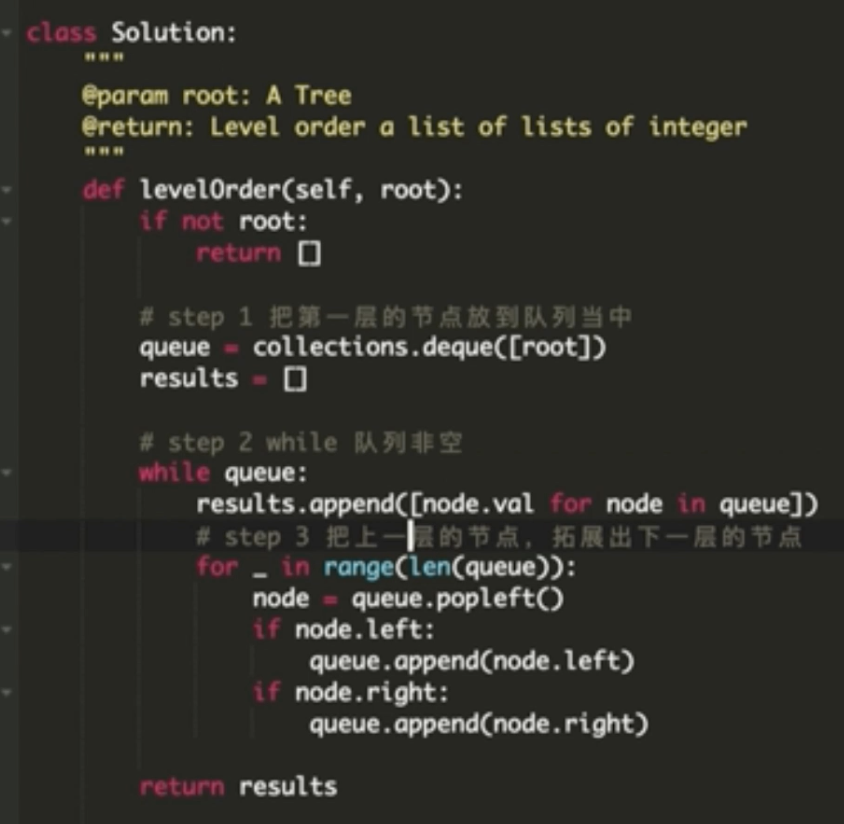 class Solution:
    """
    @param root: A Tree
    @return: Level order a list of lists of integer
    """
    def levelOrder(self, root):
        if not root:
            return []

        # step 1 把第一层的节点放到队列当中
        queue = collections.deque([root])
        results = []

        # step 2 while 队列非空
        while queue:
            results.append([node.val for node in queue])
            # step 3 把上一层的节点，拓展出下一层的节点
            for _ in range(len(queue)):
                node = queue.popleft()
                if node.left:
                    queue.append(node.left)
                if node.right:
                    queue.append(node.right)

        return results